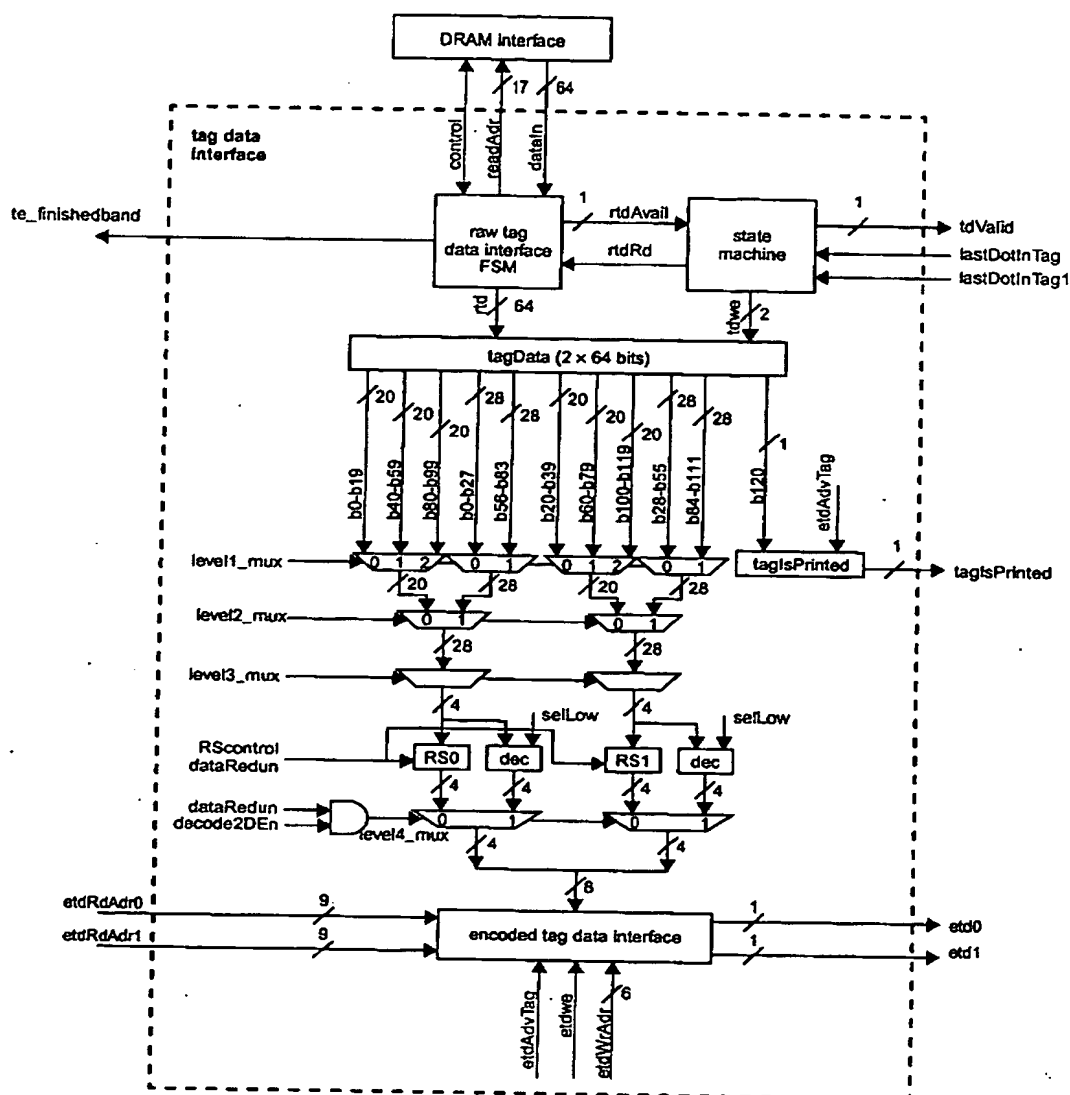 DRAM interface
17
64
tag data
interface
control
readAdr
dataIn
te_finishedband
raw tag
data interface
FSM
1
rtdAvail
rtdRd
state
machine
1
tdValid
lastDotInTag
lastDotInTag1
rtd
64
tdwe
2
tagData (2 × 64 bits)
20
20
20
28
28
20
20
20
28
28
1
b0-b19
b40-b59
b80-b99
b0-b27
b56-b83
b20-b39
b60-b79
b100-b119
b28-b55
b84-b111
b120
etdAdvTag
level1_mux
0 1 2
0 1
0 1 2
0 1
tagIsPrinted
1
tagIsPrinted
20
28
20
28
level2_mux
0 1
0 1
28
28
level3_mux
4
4
selLow
selLow
RScontrol
dataRedun
RS0
dec
RS1
dec
4
4
4
4
dataRedun
decode2DEn
level4_mux
0 1
0 1
4
4
8
etdRdAdr0
9
etdRdAdr1
9
encoded tag data interface
1
etd0
1
etd1
etdAdvTag
etdwe
etdWrAdr
6